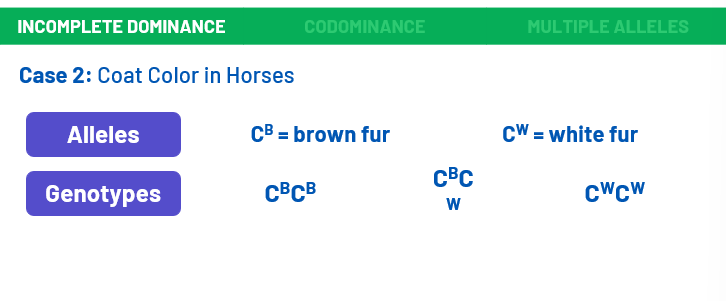 INCOMPLETE DOMINANCE CODOMINANCE MULTIPLE ALLELES
Case 2: Coat Color in Horses
Alleles Cᴮ = brown fur Cᵂ = white fur
Genotypes CᴮCᴮ CᴮC CᵂCᵂ
W